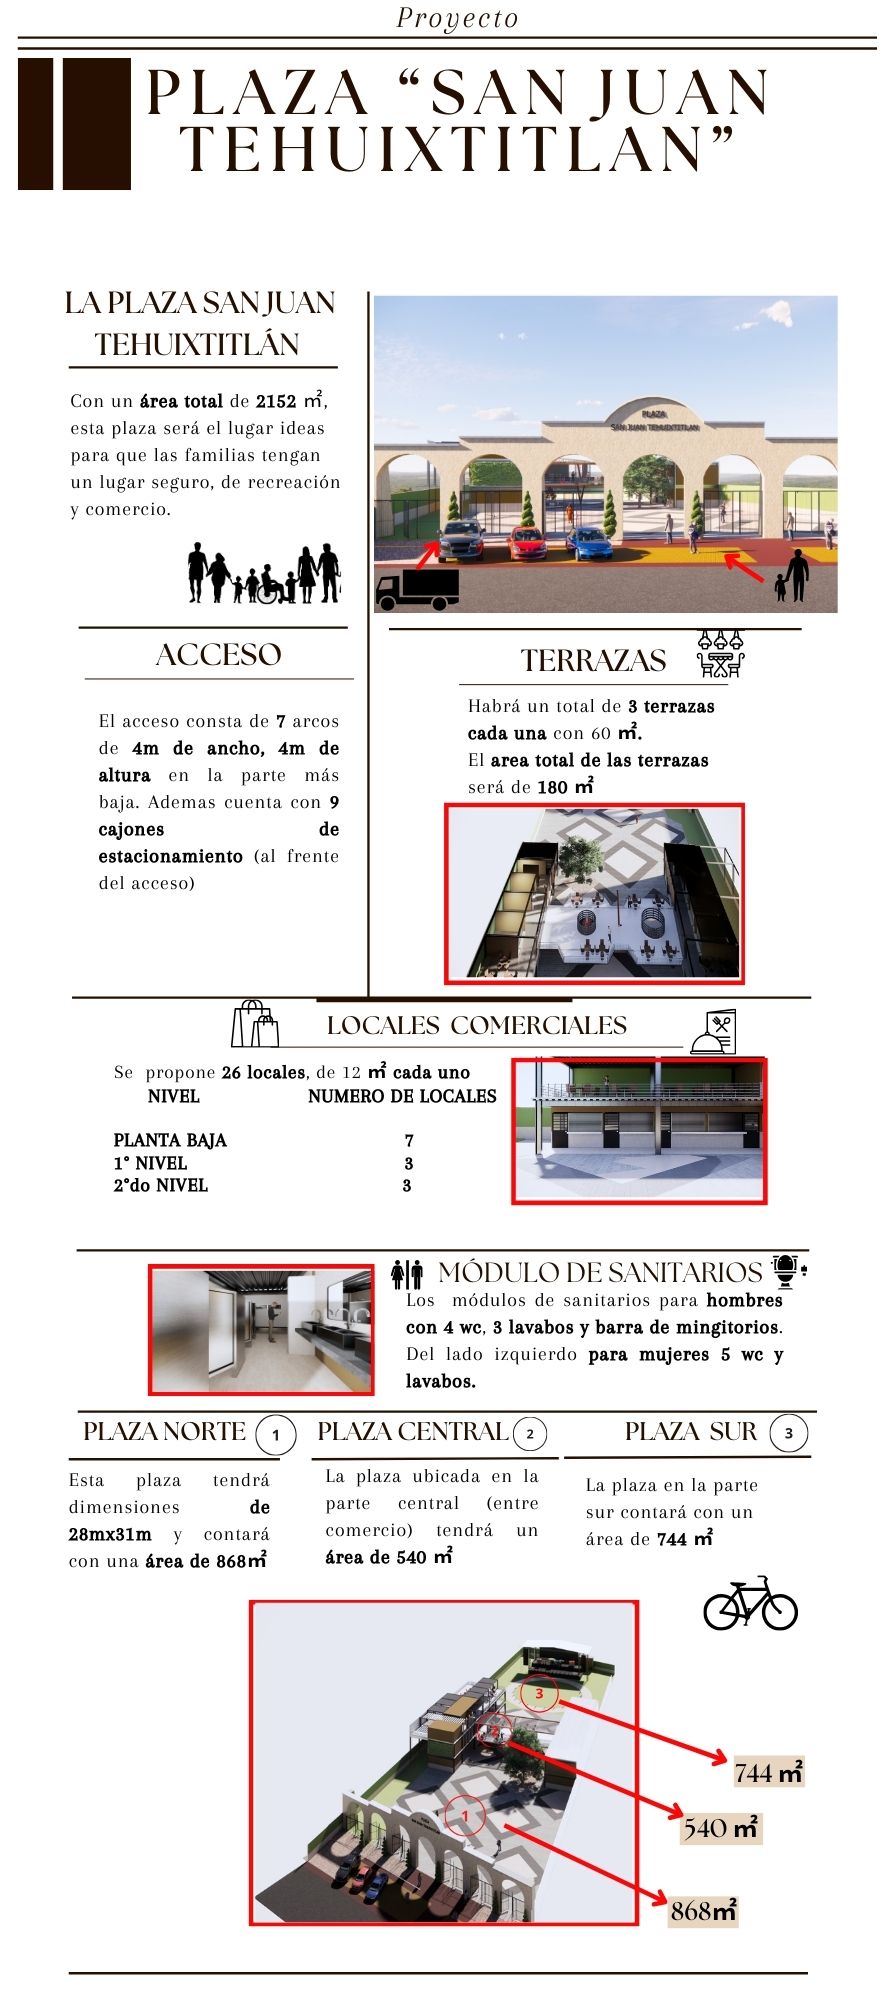 Proyecto
PLAZA “SAN JUAN
TEHUIXTITLAN”
LA PLAZA SAN JUAN
TEHUIXTITLÁN
Con un área total de 2152 m²,
esta plaza será el lugar ideas
para que las familias tengan
un lugar seguro, de recreación
y comercio.
PLAZA
SAN JUAN TEHUIXTITLAN
ACCESO
El acceso consta de 7 arcos
de 4m de ancho, 4m de
altura en la parte más
baja. Ademas cuenta con 9
cajones de
estacionamiento (al frente
del acceso)
TERRAZAS
Habrá un total de 3 terrazas
cada una con 60 m².
El area total de las terrazas
será de 180 m²
LOCALES COMERCIALES
Se propone 26 locales, de 12 m² cada uno
NIVEL NUMERO DE LOCALES
PLANTA BAJA 7
1° NIVEL 3
2°do NIVEL 3
MÓDULO DE SANITARIOS
Los módulos de sanitarios para hombres
con 4 wc, 3 lavabos y barra de mingitorios.
Del lado izquierdo para mujeres 5 wc y
lavabos.
PLAZA NORTE 1
Esta plaza tendrá
dimensiones de
28mx31m y contará
con una área de 868m²
PLAZA CENTRAL 2
La plaza ubicada en la
parte central (entre
comercio) tendrá un
área de 540 m²
PLAZA SUR 3
La plaza en la parte
sur contará con un
área de 744 m²
3
2
1
744 m²
540 m²
868m²